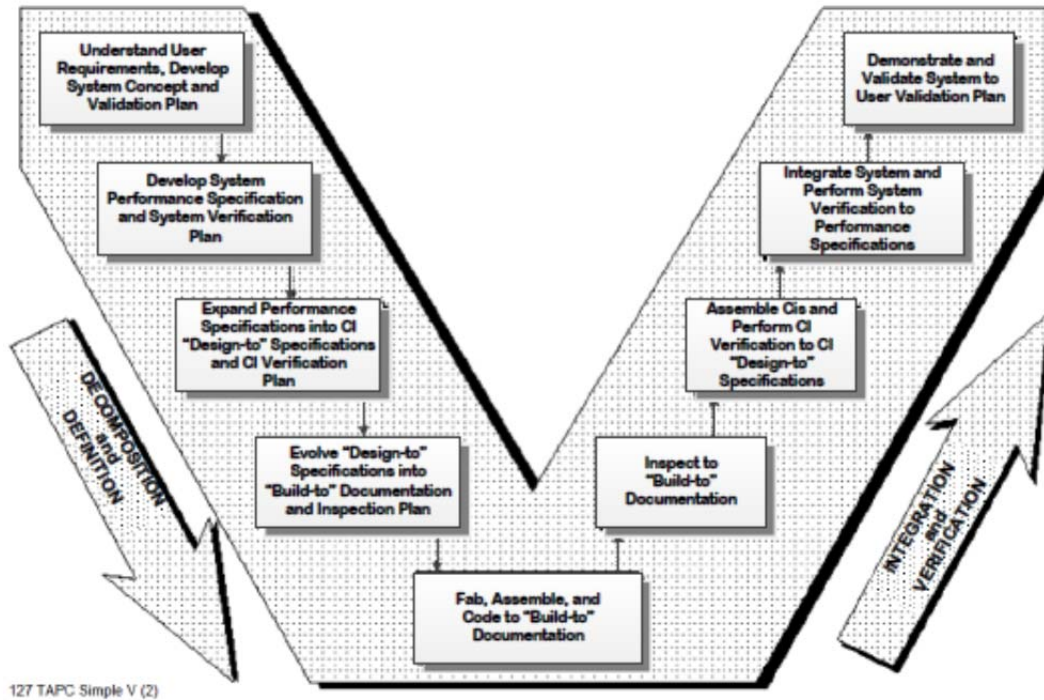 Understand User
Requirements, Develop
System Concept and
Validation Plan
Develop System
Performance Specification
and System Verification
Plan
Expand Performance
Specifications into CI
"Design-to" Specifications
and CI Verification
Plan
Evolve "Design-to"
Specifications into
"Build-to" Documentation
and Inspection Plan
Fab, Assemble, and
Code to "Build-to"
Documentation
Inspect to
"Build-to"
Documentation
Assemble Cis and
Perform CI
Verification to CI
"Design-to"
Specifications
Integrate System and
Perform System
Verification to
Performance
Specifications
Demonstrate and
Validate System to
User Validation Plan
DECOMPOSITION
and
DEFINITION
INTEGRATION
and
VERIFICATION
127 TAPC Simple V (2)